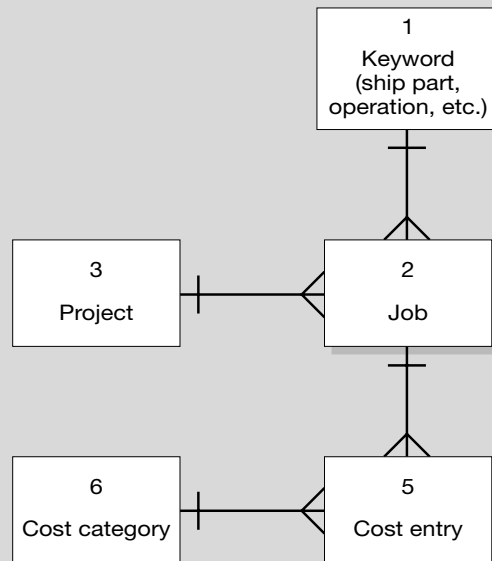 1
Keyword
(ship part,
operation, etc.)
3
Project
2
Job
6
Cost category
5
Cost entry